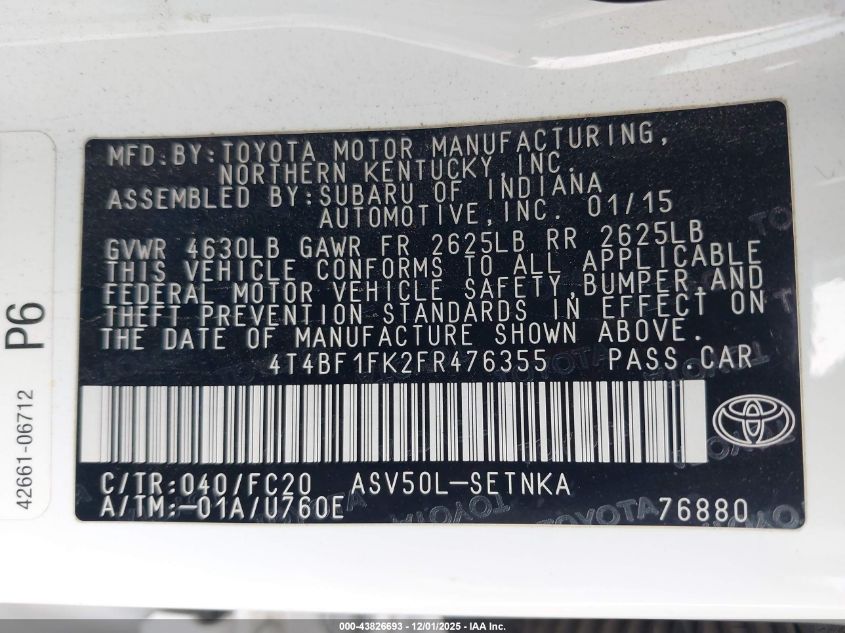 MFD.BY:TOYOTA MOTOR MANUFACTURING,
NORTHERN KENTUCKY,INC.
ASSEMBLED BY:SUBARU OF INDIANA
AUTOMOTIVE,INC. 01/15
GVWR 4630LB GAWR FR 2625LB RR 2625LB
THIS VEHICLE CONFORMS TO ALL APPLICABLE
FEDERAL MOTOR VEHICLE SAFETY,BUMPER,AND
THEFT PREVENTION STANDARDS IN EFFECT ON
THE DATE OF MANUFACTURE SHOWN ABOVE.
4T4BF1FK2FR476355 PASS.CAR
C/TR:040/FC20 ASV50L-SETNKA
A/TM:-01A/U760E 76880
TOYOTA
P6
42661-06712
000-43826693 • 12/01/2025 - IAA Inc.